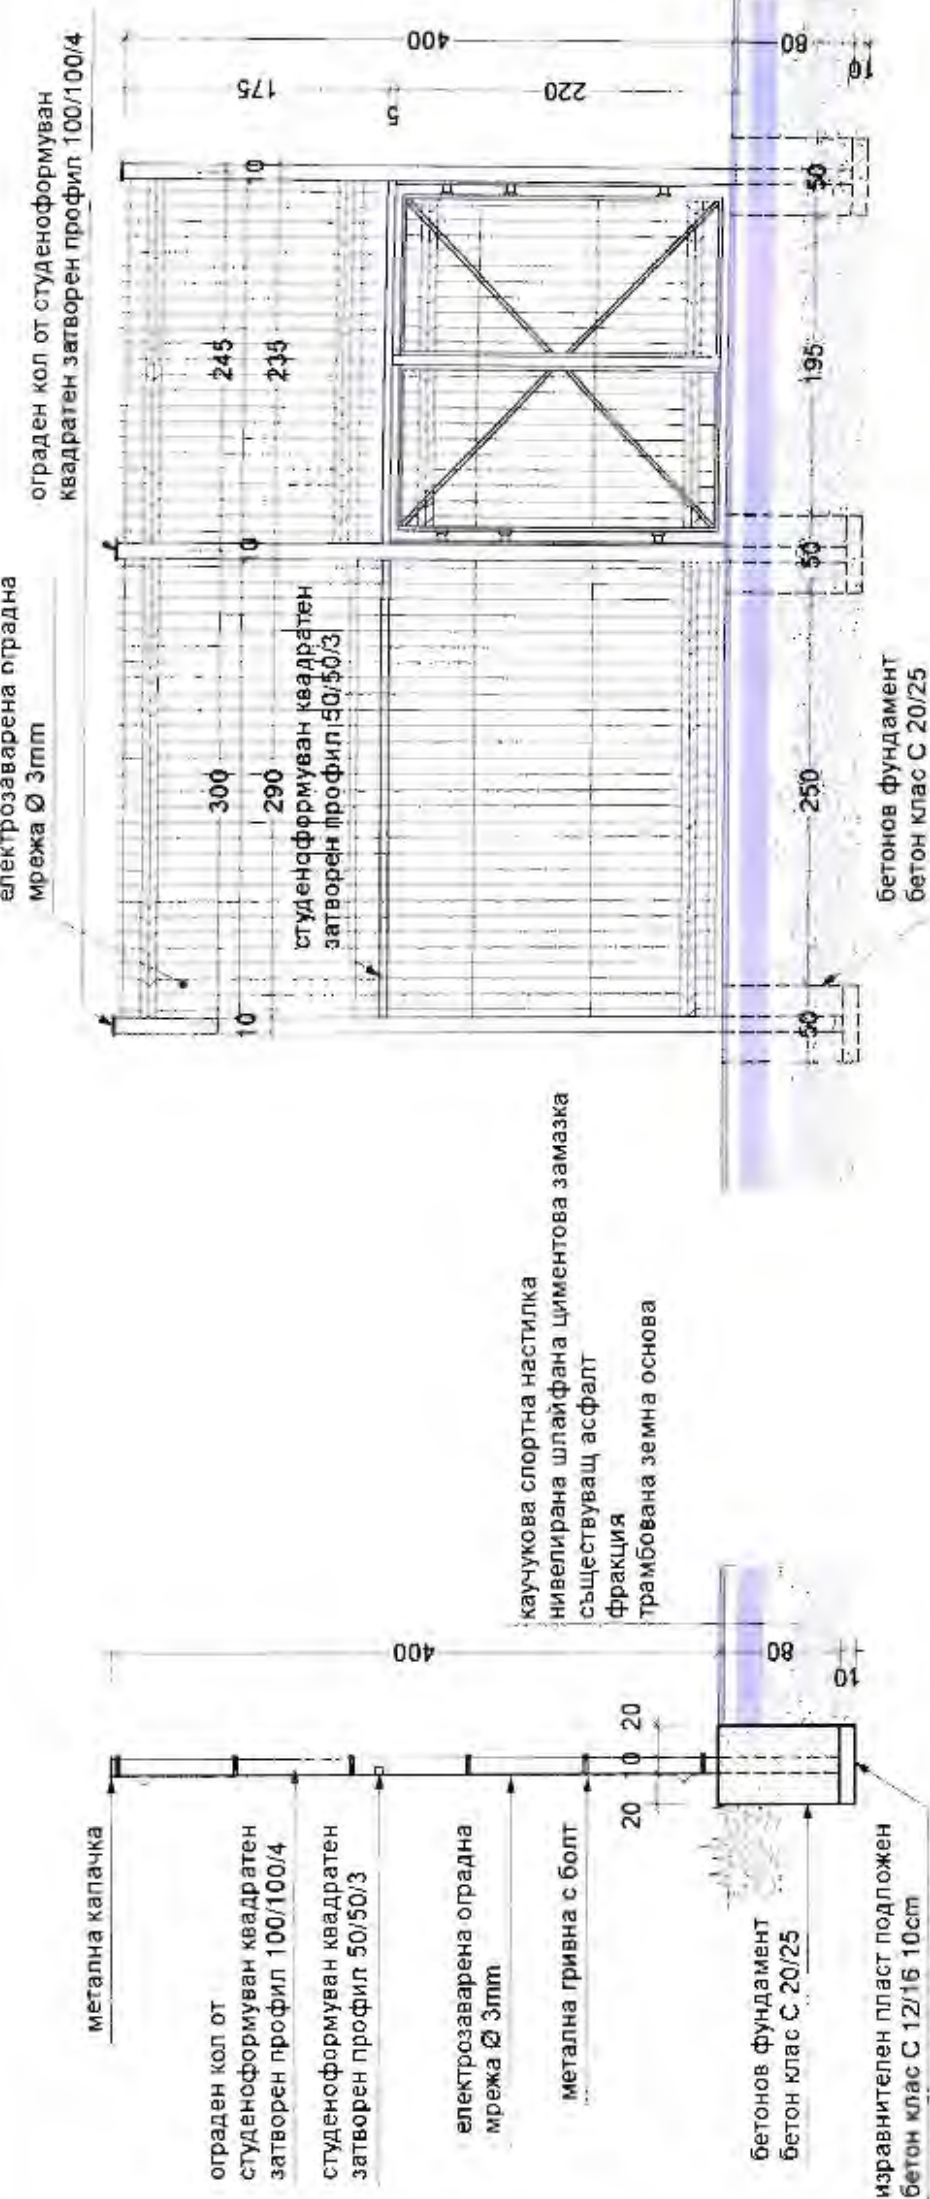 метална капачка
ограден кол от
студеноформуван квадратен
затворен профил 100/100/4
студеноформуван квадратен
затворен профил 50/50/3
електрозаварена оградна
мрежа Ø 3mm
метална гривна с болт
бетонов фундамент
бетон клас С 20/25
изравнителен пласт подложен
бетон клас С 12/16 10cm
20
10
20
400
80
10
каучукова спортна настилка
нивелирана шлайфана циментова замазка
съществуващ асфалт
фракция
трамбована земна основа
електрозаварена оградна
мрежа Ø 3mm
ограден кол от студеноформуван
квадратен затворен профил 100/100/4
10
300
290
10
245
235
10
студеноформуван квадратен
затворен профил 50/50/3
175
5
220
400
80
10
50
250
50
195
50
бетонов фундамент
бетон клас С 20/25